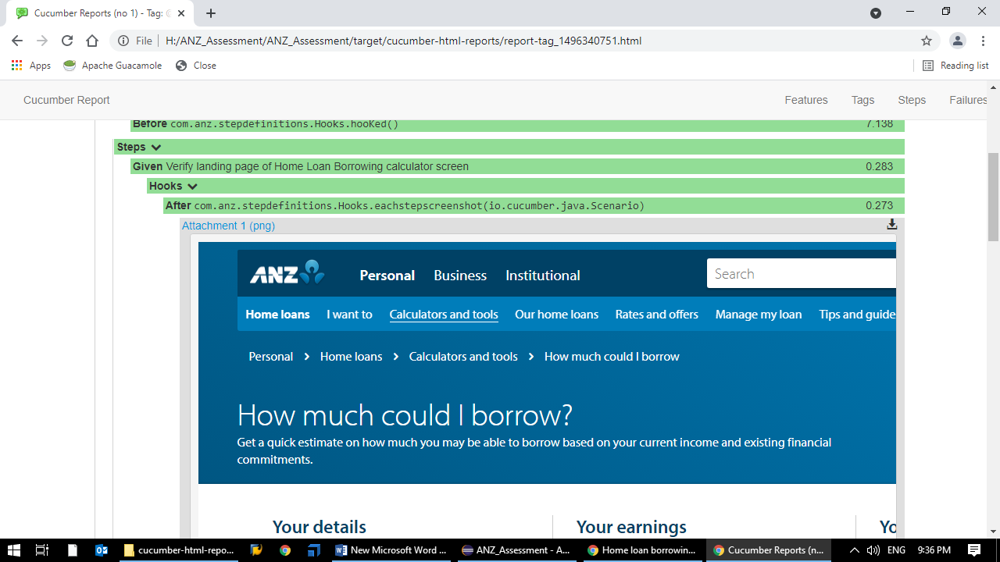 Cucumber Reports (no 1) - Tag: @
File H:/ANZ_Assessment/ANZ_Assessment/target/cucumber-html-reports/report-tag_1496340751.html
Apps Apache Guacamole Close Reading list
Cucumber Report Features Tags Steps Failures
Before com.anz.stepdefinitions.Hooks.hooKed() 7.138
Steps
Given Verify landing page of Home Loan Borrowing calculator screen 0.283
Hooks
After com.anz.stepdefinitions.Hooks.eachstepscreenshot(io.cucumber.java.Scenario) 0.273
Attachment 1 (png)
ANZ Personal Business Institutional Search
Home loans I want to Calculators and tools Our home loans Rates and offers Manage my loan Tips and guide
Personal Home loans Calculators and tools How much could I borrow
How much could I borrow?
Get a quick estimate on how much you may be able to borrow based on your current income and existing financial
commitments.
Your details Your earnings Yo
cucumber-html-repo... New Microsoft Word ... ANZ_Assessment - A... Home loan borrowin... Cucumber Reports (n... ENG 9:36 PM